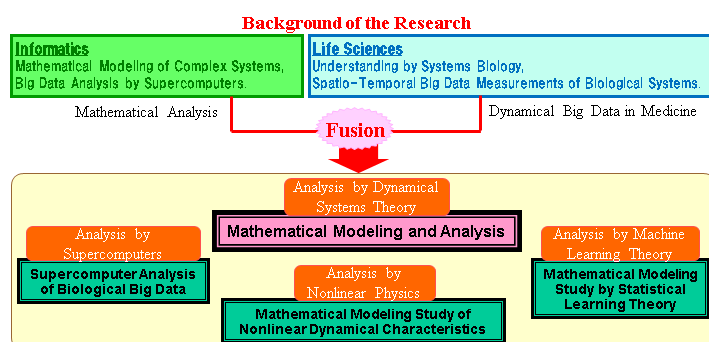 Background of the Research
Informatics
Mathematical Modeling of Complex Systems,
Big Data Analysis by Supercomputers.
Life Sciences
Understanding by Systems Biology,
Spatio-Temporal Big Data Measurements of Biological Systems.
Mathematical Analysis
Dynamical Big Data in Medicine
Fusion
Analysis by Dynamical
Systems Theory
Mathematical Modeling and Analysis
Analysis by
Supercomputers
Supercomputer Analysis
of Biological Big Data
Analysis by
Nonlinear Physics
Mathematical Modeling Study of
Nonlinear Dynamical Characteristics
Analysis by Machine
Learning Theory
Mathematical Modeling
Study by Statistical
Learning Theory